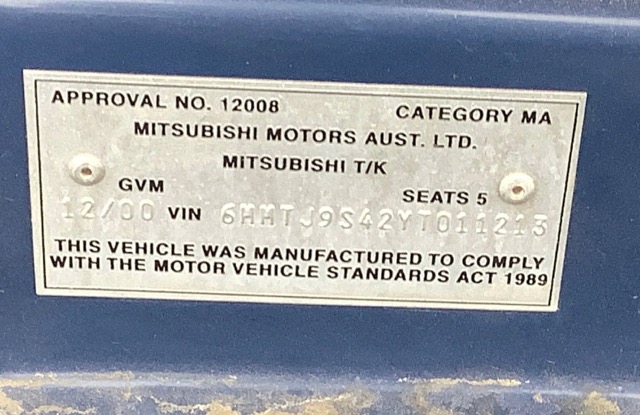 APPROVAL NO. 12008 CATEGORY MA
MITSUBISHI MOTORS AUST. LTD.
MITSUBISHI T/K
GVM SEATS 5
12/00 VIN 6MMTJ9S42YT011213
THIS VEHICLE WAS MANUFACTURED TO COMPLY
WITH THE MOTOR VEHICLE STANDARDS ACT 1989